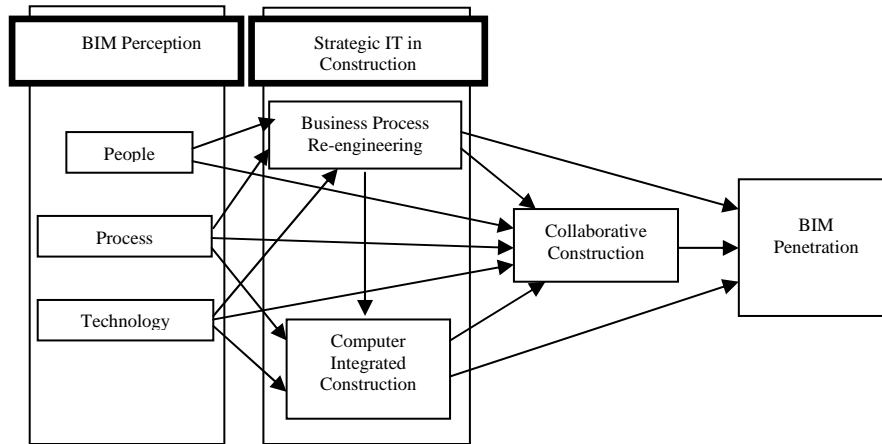 BIM Perception
Strategic IT in
Construction
Business Process
Re-engineering
People
Process
Collaborative
Construction
BIM
Penetration
Technology
Computer
Integrated
Construction